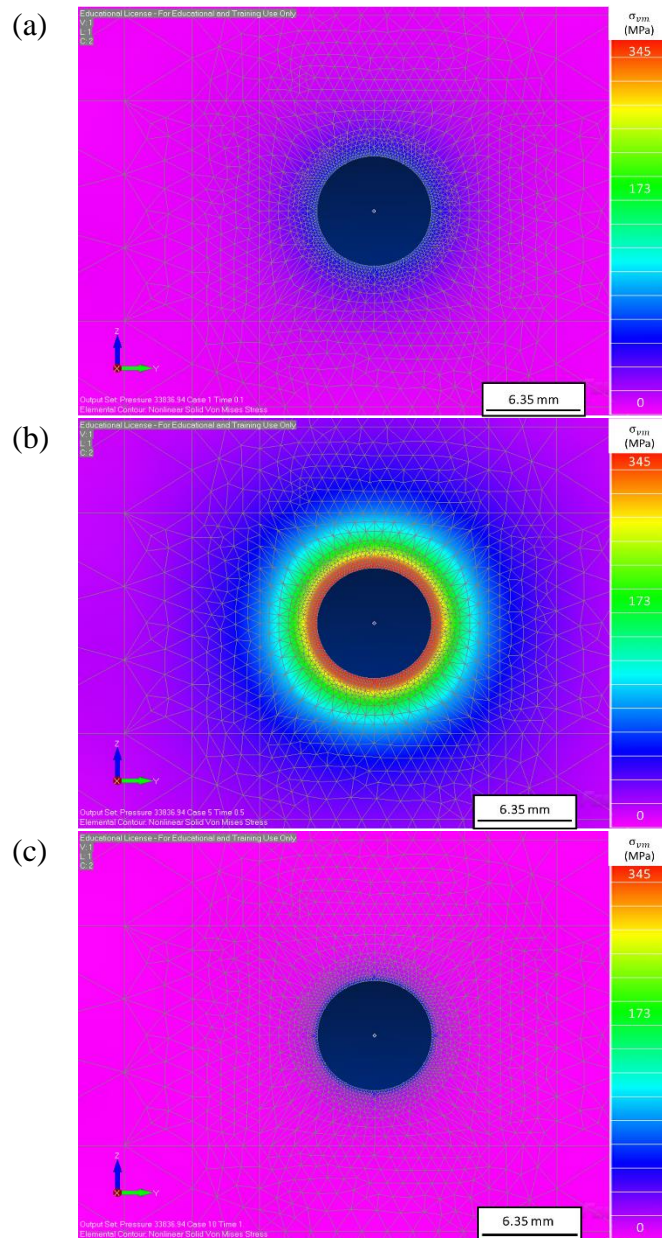 (a)
Educational License - For Educational and Training Use Only
V: 1
L: 1
C: 2
Z
Y
X
Output Set: Pressure 33836.94 Case 1 Time 0.1
Elemental Contour: Nonlinear Solid Von Mises Stress
6.35 mm
σvm
(MPa)
345
173
0
(b)
Educational License - For Educational and Training Use Only
V: 1
L: 1
C: 2
Z
Y
X
Output Set: Pressure 33836.94 Case 5 Time 0.5
Elemental Contour: Nonlinear Solid Von Mises Stress
6.35 mm
σvm
(MPa)
345
173
0
(c)
Educational License - For Educational and Training Use Only
V: 1
L: 1
C: 2
Z
Y
X
Output Set: Pressure 33836.94 Case 10 Time 1.
Elemental Contour: Nonlinear Solid Von Mises Stress
6.35 mm
σvm
(MPa)
345
173
0